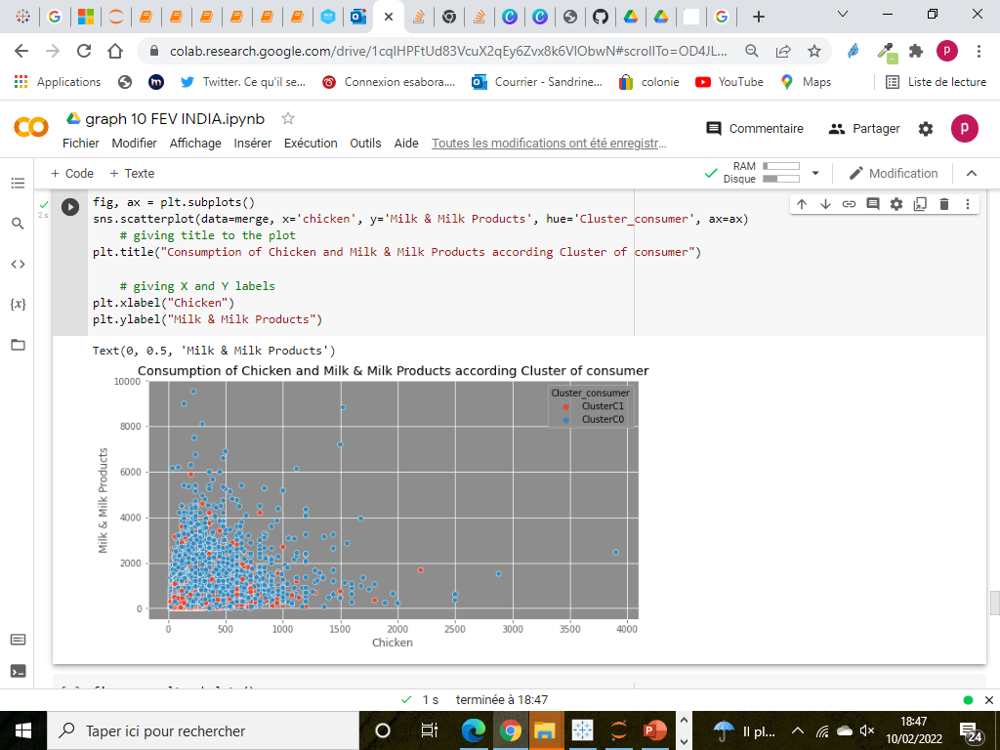 colab.research.google.com/drive/1cqlHPFtUd83VcuX2qEy6Zvx8k6VIObwN#scrollTo=OD4JL...
Applications
Twitter. Ce qu'il se...
Connexion esabora....
Courrier - Sandrine...
colonie
YouTube
Maps
Liste de lecture
graph 10 FEV INDIA.ipynb
Commentaire
Partager
Fichier Modifier Affichage Insérer Exécution Outils Aide Toutes les modifications ont été enregistr...
+ Code + Texte
RAM
Disque
Modification
2 s
fig, ax = plt.subplots()
sns.scatterplot(data=merge, x='chicken', y='Milk & Milk Products', hue='Cluster_consumer', ax=ax)
# giving title to the plot
plt.title("Consumption of Chicken and Milk & Milk Products according Cluster of consumer")
# giving X and Y labels
plt.xlabel("Chicken")
plt.ylabel("Milk & Milk Products")
Text(0, 0.5, 'Milk & Milk Products')
Consumption of Chicken and Milk & Milk Products according Cluster of consumer
Cluster_consumer
ClusterC1
ClusterC0
10000
8000
6000
4000
2000
0
Milk & Milk Products
0 500 1000 1500 2000 2500 3000 3500 4000
Chicken
1 s terminée à 18:47
Taper ici pour rechercher
Il pl...
18:47
10/02/2022
24